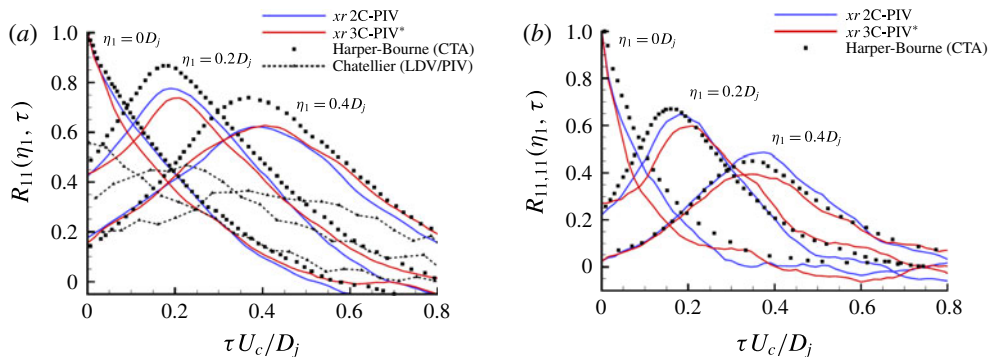 (a)
xr 2C-PIV
xr 3C-PIV*
Harper-Bourne (CTA)
Chatellier (LDV/PIV)
η₁ = 0Dⱼ
η₁ = 0.2Dⱼ
η₁ = 0.4Dⱼ
1.0
0.8
0.6
0.4
0.2
0
R₁₁(η₁, τ)
0 0.2 0.4 0.6 0.8
τU_c/Dⱼ
(b)
xr 2C-PIV
xr 3C-PIV*
Harper-Bourne (CTA)
η₁ = 0Dⱼ
η₁ = 0.2Dⱼ
η₁ = 0.4Dⱼ
1.0
0.8
0.6
0.4
0.2
0
R₁₁,₁₁(η₁, τ)
0 0.2 0.4 0.6 0.8
τU_c/Dⱼ